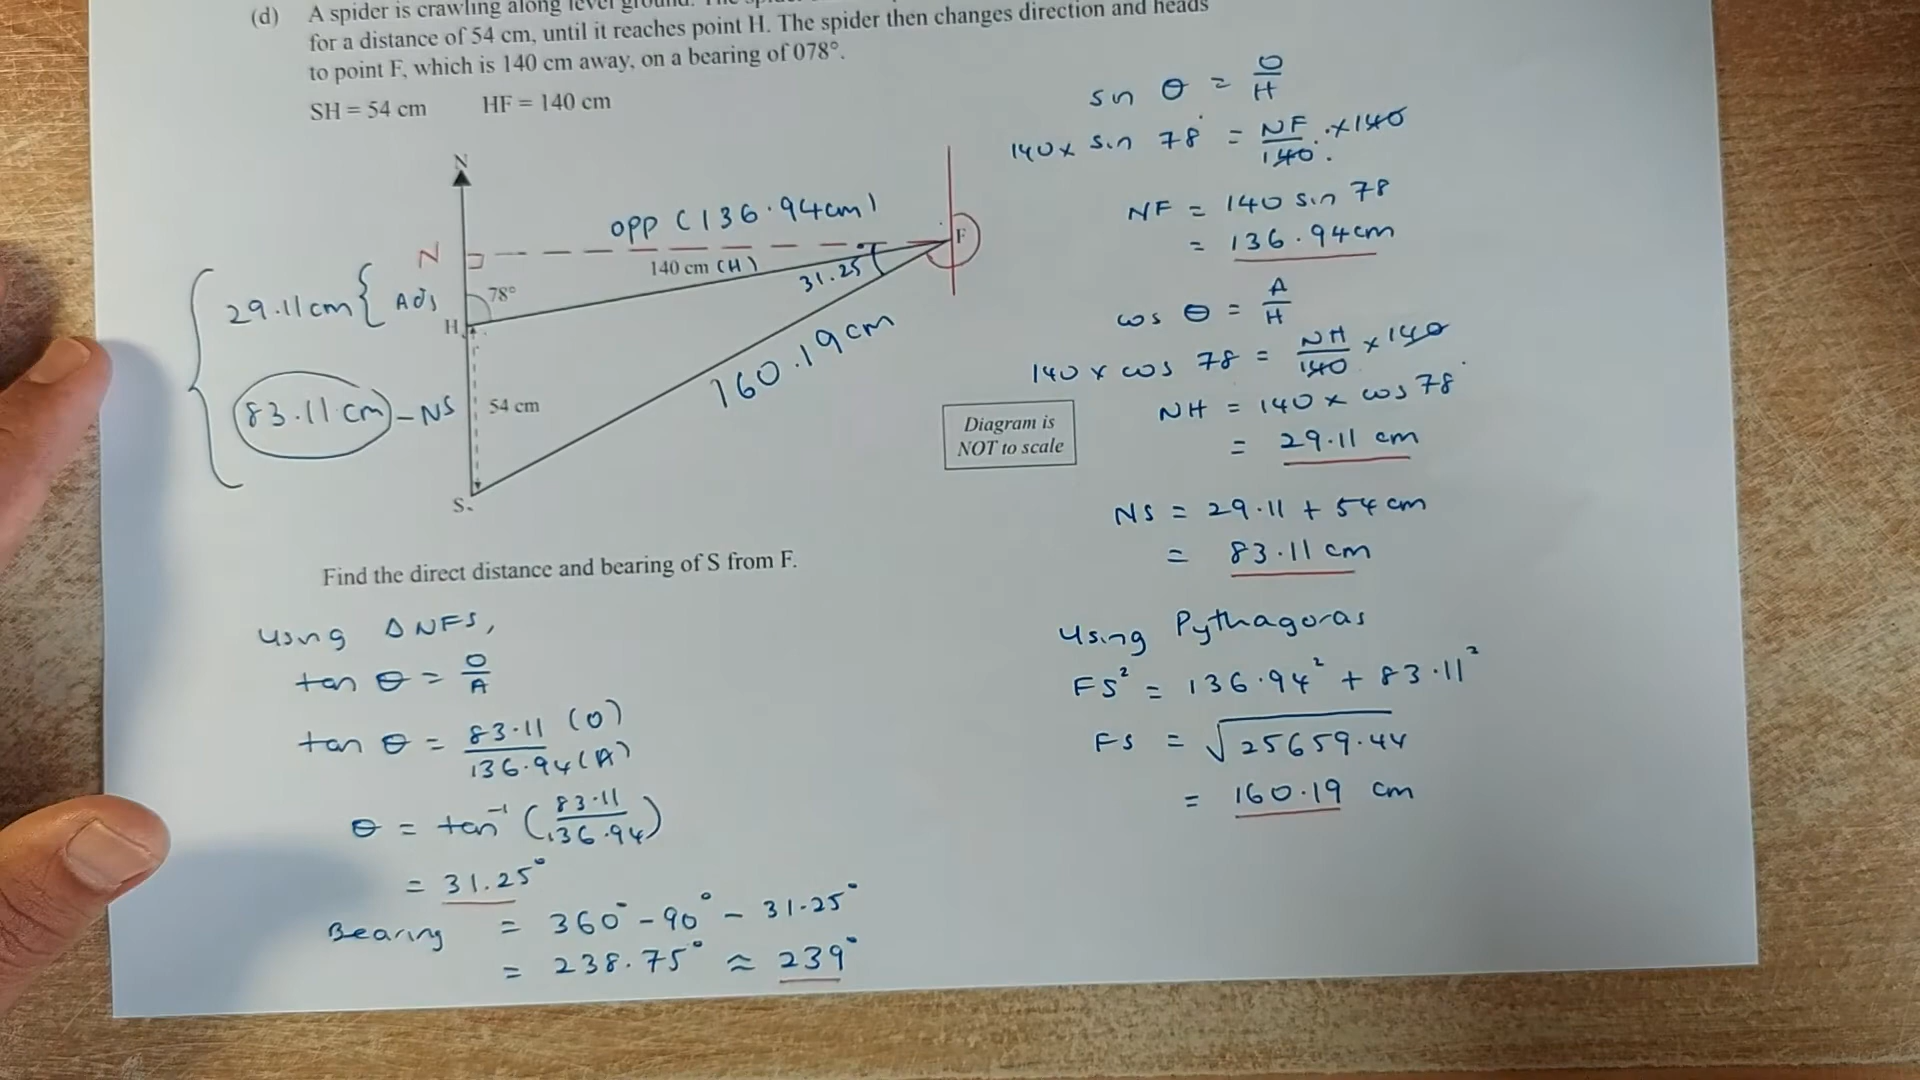 (d) A spider is crawling along level ground. The
for a distance of 54 cm, until it reaches point H. The spider then changes direction and heads
to point F, which is 140 cm away, on a bearing of 078°.
SH = 54 cm HF = 140 cm
N
N
opp (136.94cm)
F
140 cm (H)
31.25
29.11cm { Adj
78°
H
160.19cm
83.11 cm - NS
54 cm
S
Diagram is
NOT to scale
Find the direct distance and bearing of S from F.
Using Δ NFS,
tan θ = O/A
tan θ = 83.11 (O) / 136.94 (A)
θ = tan⁻¹ (83.11/136.94)
= 31.25°
Bearing = 360° - 90° - 31.25°
= 238.75° ≈ 239°
sin θ = O/H
140 x sin 78° = NF/140 . x 140
NF = 140 sin 78
= 136.94cm
cos θ = A/H
140 x cos 78 = NH/140 x 140
NH = 140 x cos 78°
= 29.11 cm
NS = 29.11 + 54 cm
= 83.11 cm
Using Pythagoras
FS² = 136.94² + 83.11²
FS = √25659.44
= 160.19 cm